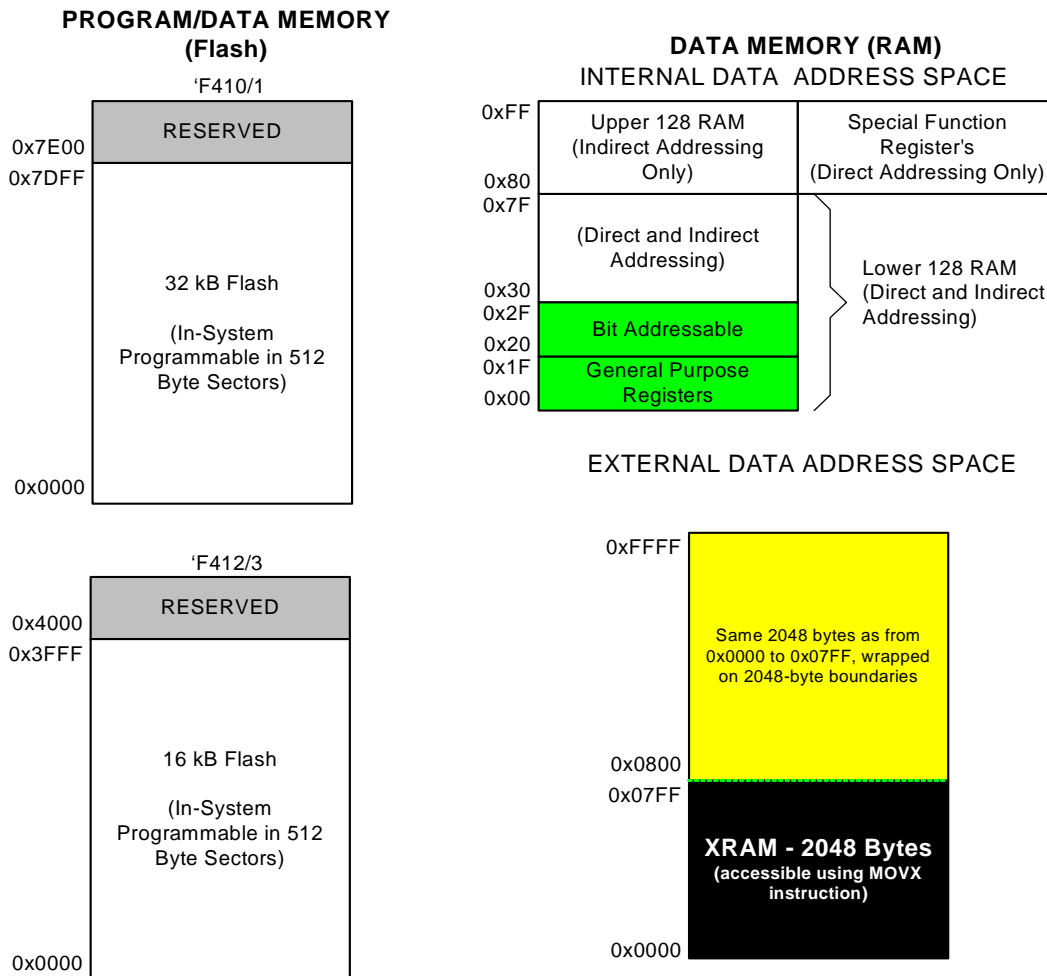 PROGRAM/DATA MEMORY
(Flash)
‘F410/1
RESERVED
0x7E00
0x7DFF
32 kB Flash
(In-System
Programmable in 512
Byte Sectors)
0x0000
‘F412/3
RESERVED
0x4000
0x3FFF
16 kB Flash
(In-System
Programmable in 512
Byte Sectors)
0x0000
DATA MEMORY (RAM)
INTERNAL DATA ADDRESS SPACE
0xFF
Upper 128 RAM
(Indirect Addressing
Only)
0x80
Special Function
Register's
(Direct Addressing Only)
0x7F
(Direct and Indirect
Addressing)
0x30
Lower 128 RAM
(Direct and Indirect
Addressing)
0x2F
Bit Addressable
0x20
0x1F
General Purpose
Registers
0x00
EXTERNAL DATA ADDRESS SPACE
0xFFFF
Same 2048 bytes as from
0x0000 to 0x07FF, wrapped
on 2048-byte boundaries
0x0800
0x07FF
XRAM - 2048 Bytes
(accessible using MOVX
instruction)
0x0000